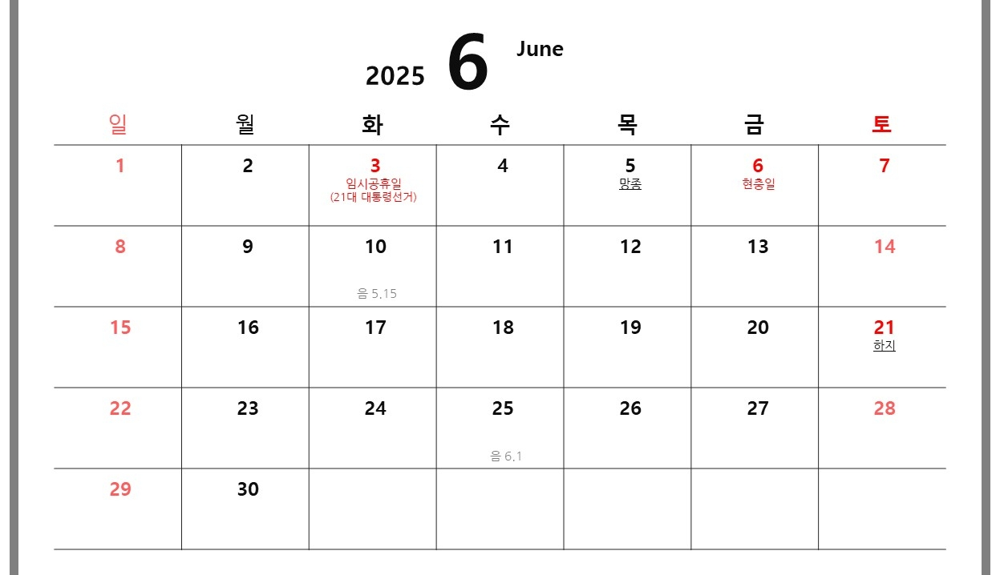 2025 6 June
일 월 화 수 목 금 토
1 2 3 4 5 6 7
임시공휴일 망종 현충일
(21대 대통령선거)
8 9 10 11 12 13 14
음 5.15
15 16 17 18 19 20 21
하지
22 23 24 25 26 27 28
음 6.1
29 30